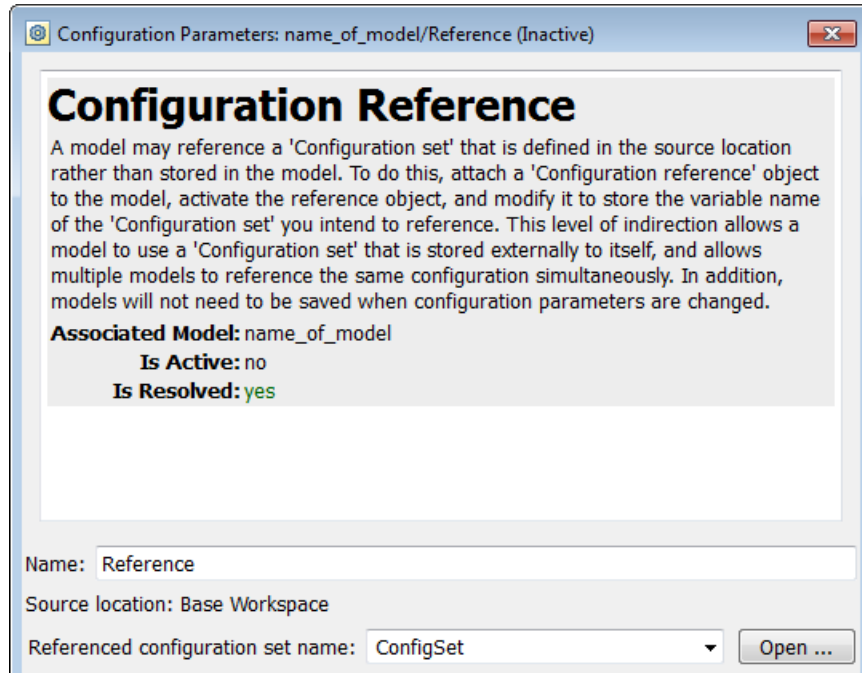 Configuration Parameters: name_of_model/Reference (Inactive)
Configuration Reference
A model may reference a 'Configuration set' that is defined in the source location
rather than stored in the model. To do this, attach a 'Configuration reference' object
to the model, activate the reference object, and modify it to store the variable name
of the 'Configuration set' you intend to reference. This level of indirection allows a
model to use a 'Configuration set' that is stored externally to itself, and allows
multiple models to reference the same configuration simultaneously. In addition,
models will not need to be saved when configuration parameters are changed.
Associated Model: name_of_model
Is Active: no
Is Resolved: yes
Name: Reference
Source location: Base Workspace
Referenced configuration set name: ConfigSet Open ...